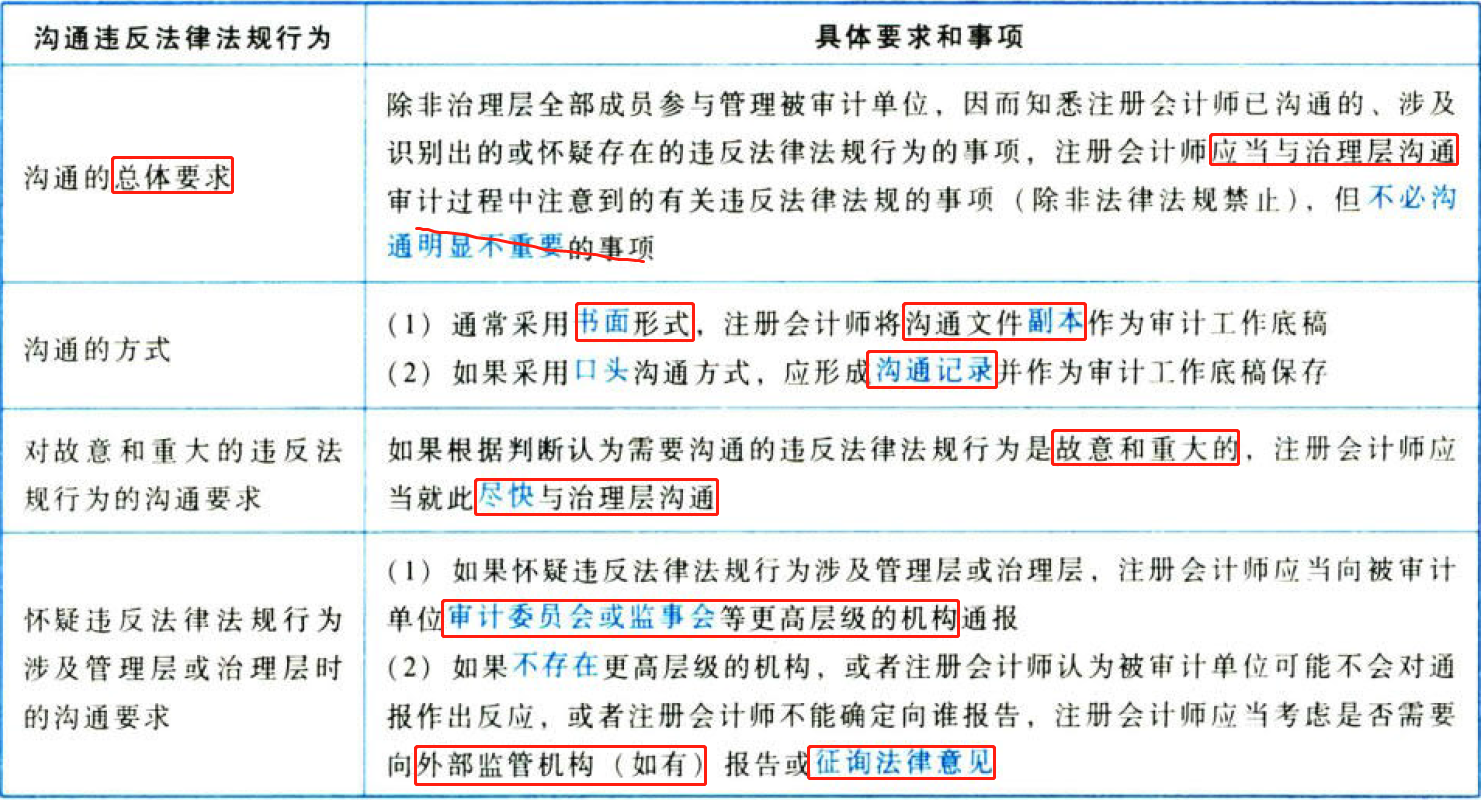 沟通违反法律法规行为
具体要求和事项
沟通的总体要求
除非治理层全部成员参与管理被审计单位，因而知悉注册会计师已沟通的、涉及
识别出的或怀疑存在的违反法律法规行为的事项，注册会计师应当与治理层沟通
审计过程中注意到的有关违反法律法规的事项（除非法律法规禁止），但不必沟
通明显不重要的事项
沟通的方式
（1）通常采用书面形式，注册会计师将沟通文件副本作为审计工作底稿
（2）如果采用口头沟通方式，应形成沟通记录并作为审计工作底稿保存
对故意和重大的违反法
规行为的沟通要求
如果根据判断认为需要沟通的违反法律法规行为是故意和重大的，注册会计师应
当就此尽快与治理层沟通
怀疑违反法律法规行为
涉及管理层或治理层时
的沟通要求
（1）如果怀疑违反法律法规行为涉及管理层或治理层，注册会计师应当向被审计
单位审计委员会或监事会等更高层级的机构通报
（2）如果不存在更高层级的机构，或者注册会计师认为被审计单位可能不会对通
报作出反应，或者注册会计师不能确定向谁报告，注册会计师应当考虑是否需要
向外部监管机构（如有）报告或征询法律意见